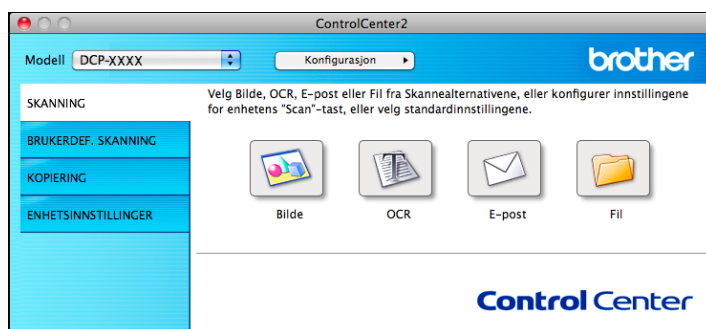 ControlCenter2
Modell DCP-XXXX Konfigurasjon brother
SKANNING
BRUKERDEF. SKANNING
KOPIERING
ENHETSINNSTILLINGER
Velg Bilde, OCR, E-post eller Fil fra Skannealternativene, eller konfigurer innstillingene
for enhetens "Scan"-tast, eller velg standardinnstillingene.
Bilde OCR E-post Fil
Control Center